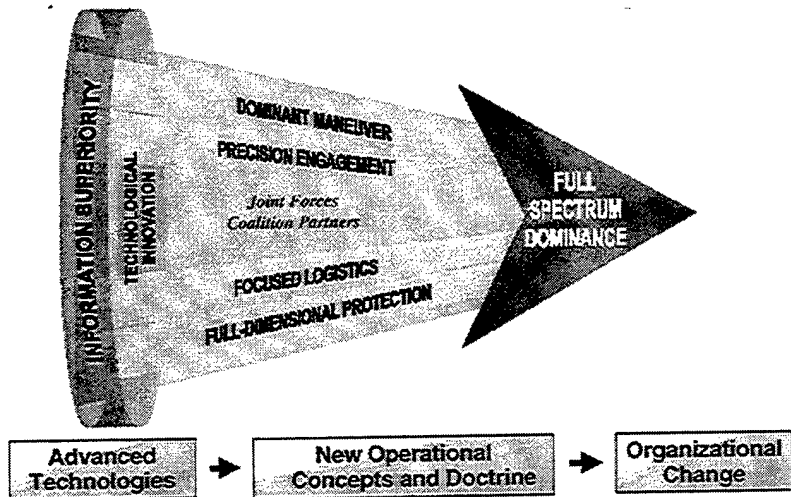 INFORMATION SUPERIORITY
TECHNOLOGICAL
INNOVATION
DOMINANT MANEUVER
PRECISION ENGAGEMENT
Joint Forces
Coalition Partners
FOCUSED LOGISTICS
FULL-DIMENSIONAL PROTECTION
FULL
SPECTRUM
DOMINANCE
Advanced
Technologies
New Operational
Concepts and Doctrine
Organizational
Change